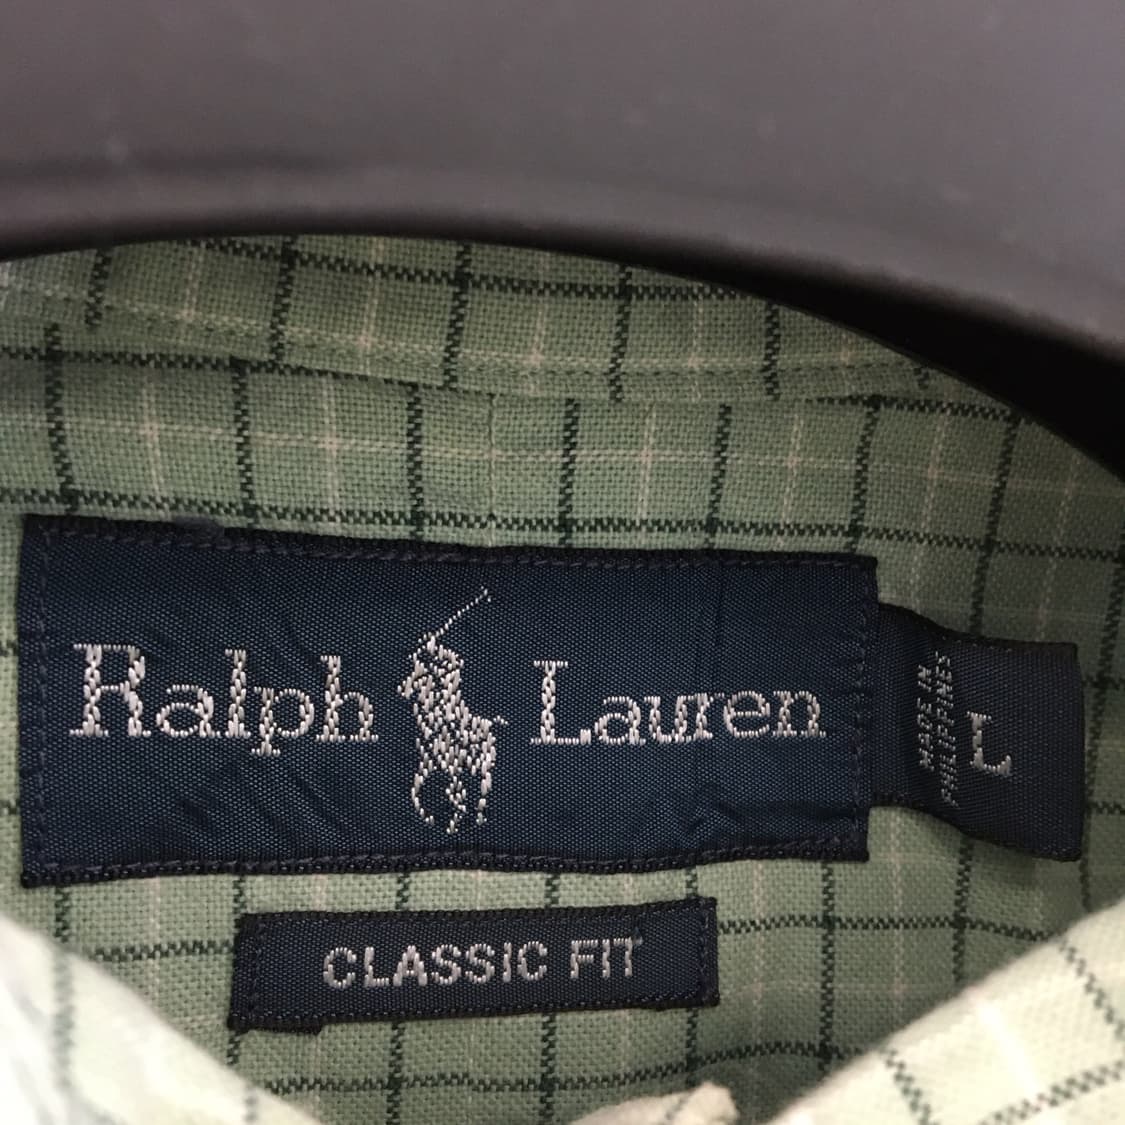 Ralph Lauren
MADE IN
PHILIPPINES
L
CLASSIC FIT